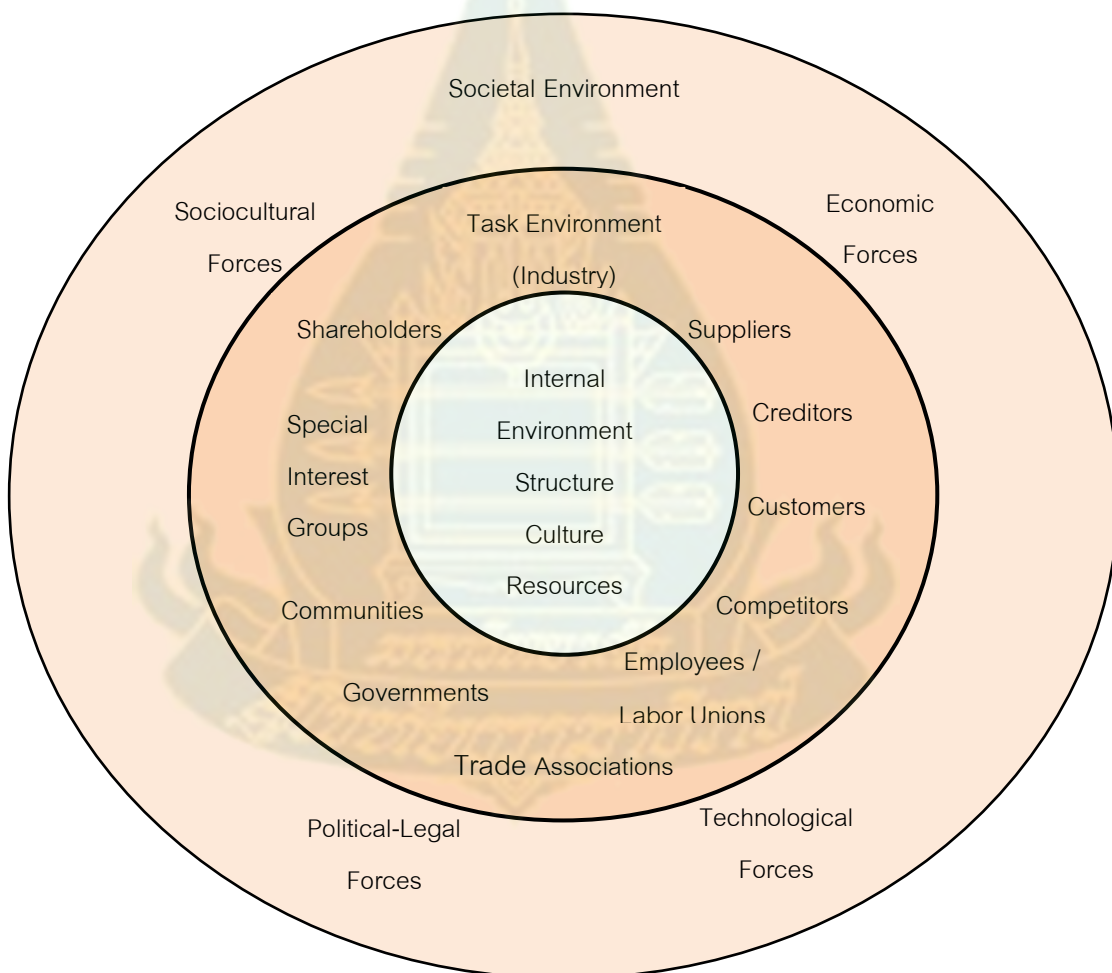 Societal Environment
Sociocultural
Forces
Economic
Forces
Task Environment
(Industry)
Shareholders
Suppliers
Internal
Environment
Structure
Culture
Resources
Special
Interest
Groups
Creditors
Customers
Communities
Competitors
Governments
Employees /
Labor Unions
Trade Associations
Political-Legal
Forces
Technological
Forces